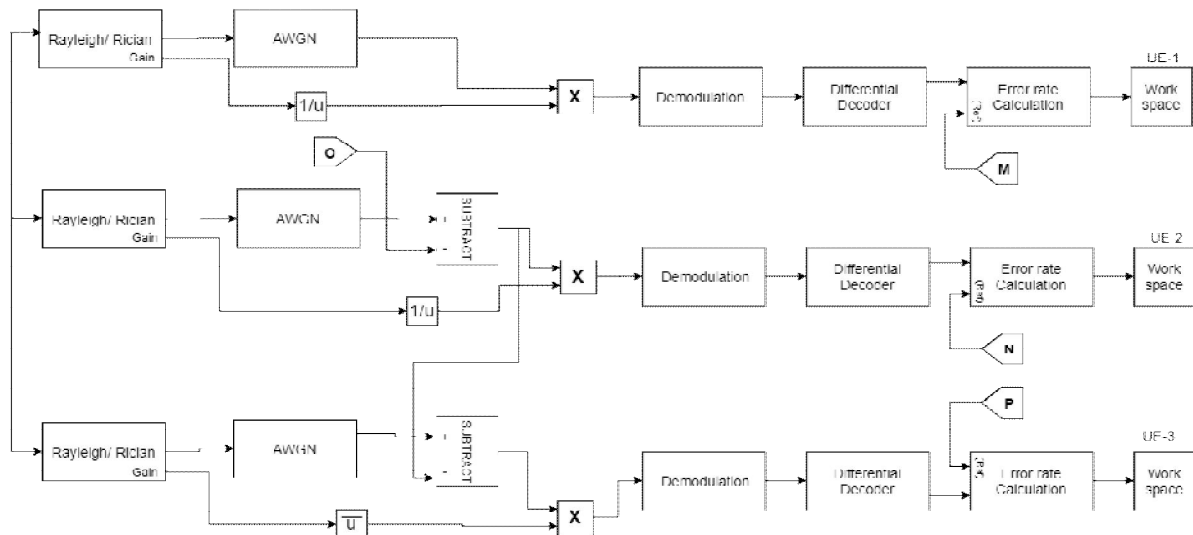 Rayleigh/ Rician
Gain
AWGN
1/u
X
Demodulation
Differential
Decoder
Error rate
Calculation
UE-1
Work
space
M
O
Rayleigh/ Rician
Gain
AWGN
SUBTRACT
1/u
X
Demodulation
Differential
Decoder
Error rate
Calculation
UE-2
Work
space
N
P
Rayleigh/ Rician
Gain
AWGN
SUBTRACT
u
X
Demodulation
Differential
Decoder
Error rate
Calculation
UE-3
Work
space